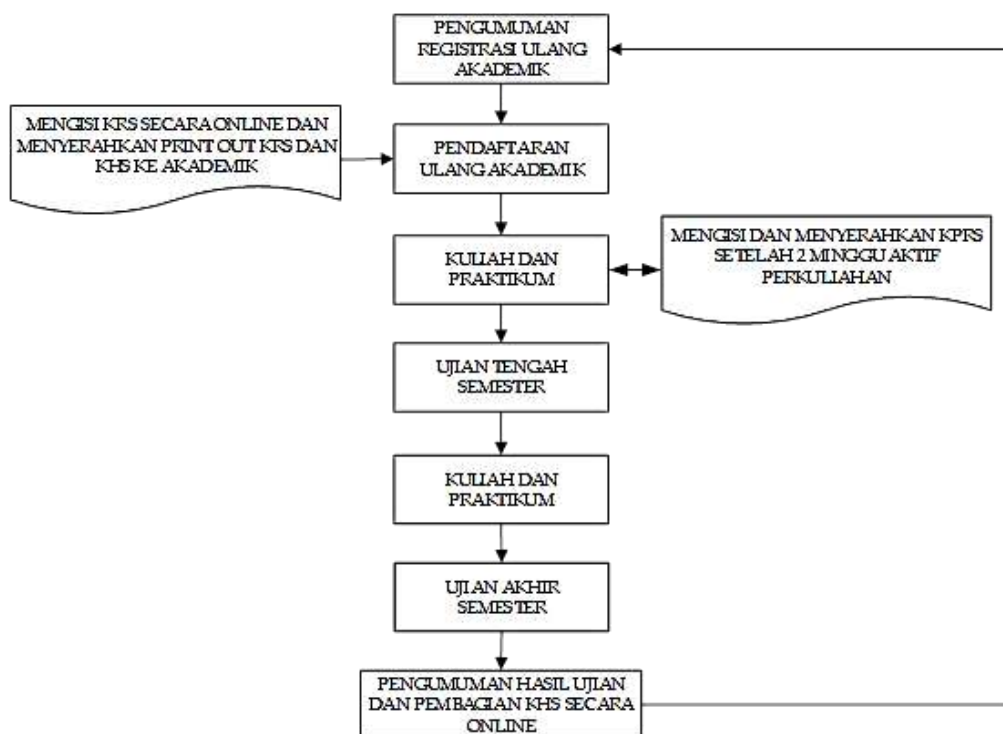 PENGUMUMAN
REGISTRASI ULANG
AKADEMIK
MENGISI KRS SECARA ONLINE DAN
MENYERAHKAN PRINT OUT KRS DAN
KHS KE AKADEMIK
PENDAFTARAN
ULANG AKADEMIK
KULIAH DAN
PRAKTIKUM
MENGISI DAN MENYERAHKAN KPRS
SETELAH 2 MINGGU AKTIF
PERKULIAHAN
UJIAN TENGAH
SEMESTER
KULIAH DAN
PRAKTIKUM
UJIAN AKHIR
SEMESTER
PENGUMUMAN HASIL UJIAN
DAN PEMBAGIAN KHS SECARA
ONLINE